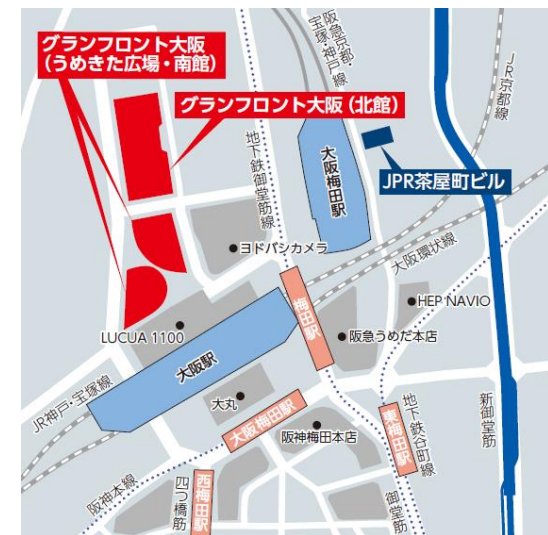 グランフロント大阪
(うめきた広場・南館)
グランフロント大阪(北館)
阪急京都
宝塚・神戸線
JR京都線
地下鉄御堂筋線
大阪梅田駅
JPR茶屋町ビル
ヨドバシカメラ
大阪環状線
梅田駅
HEP NAVIO
LUCUA 1100
阪急うめだ本店
大阪駅
JR神戸・宝塚線
大丸
大阪梅田駅
阪神梅田本店
東梅田駅
地下鉄谷町線
新御堂筋
阪神本線
四つ橋筋
西梅田駅
御堂筋